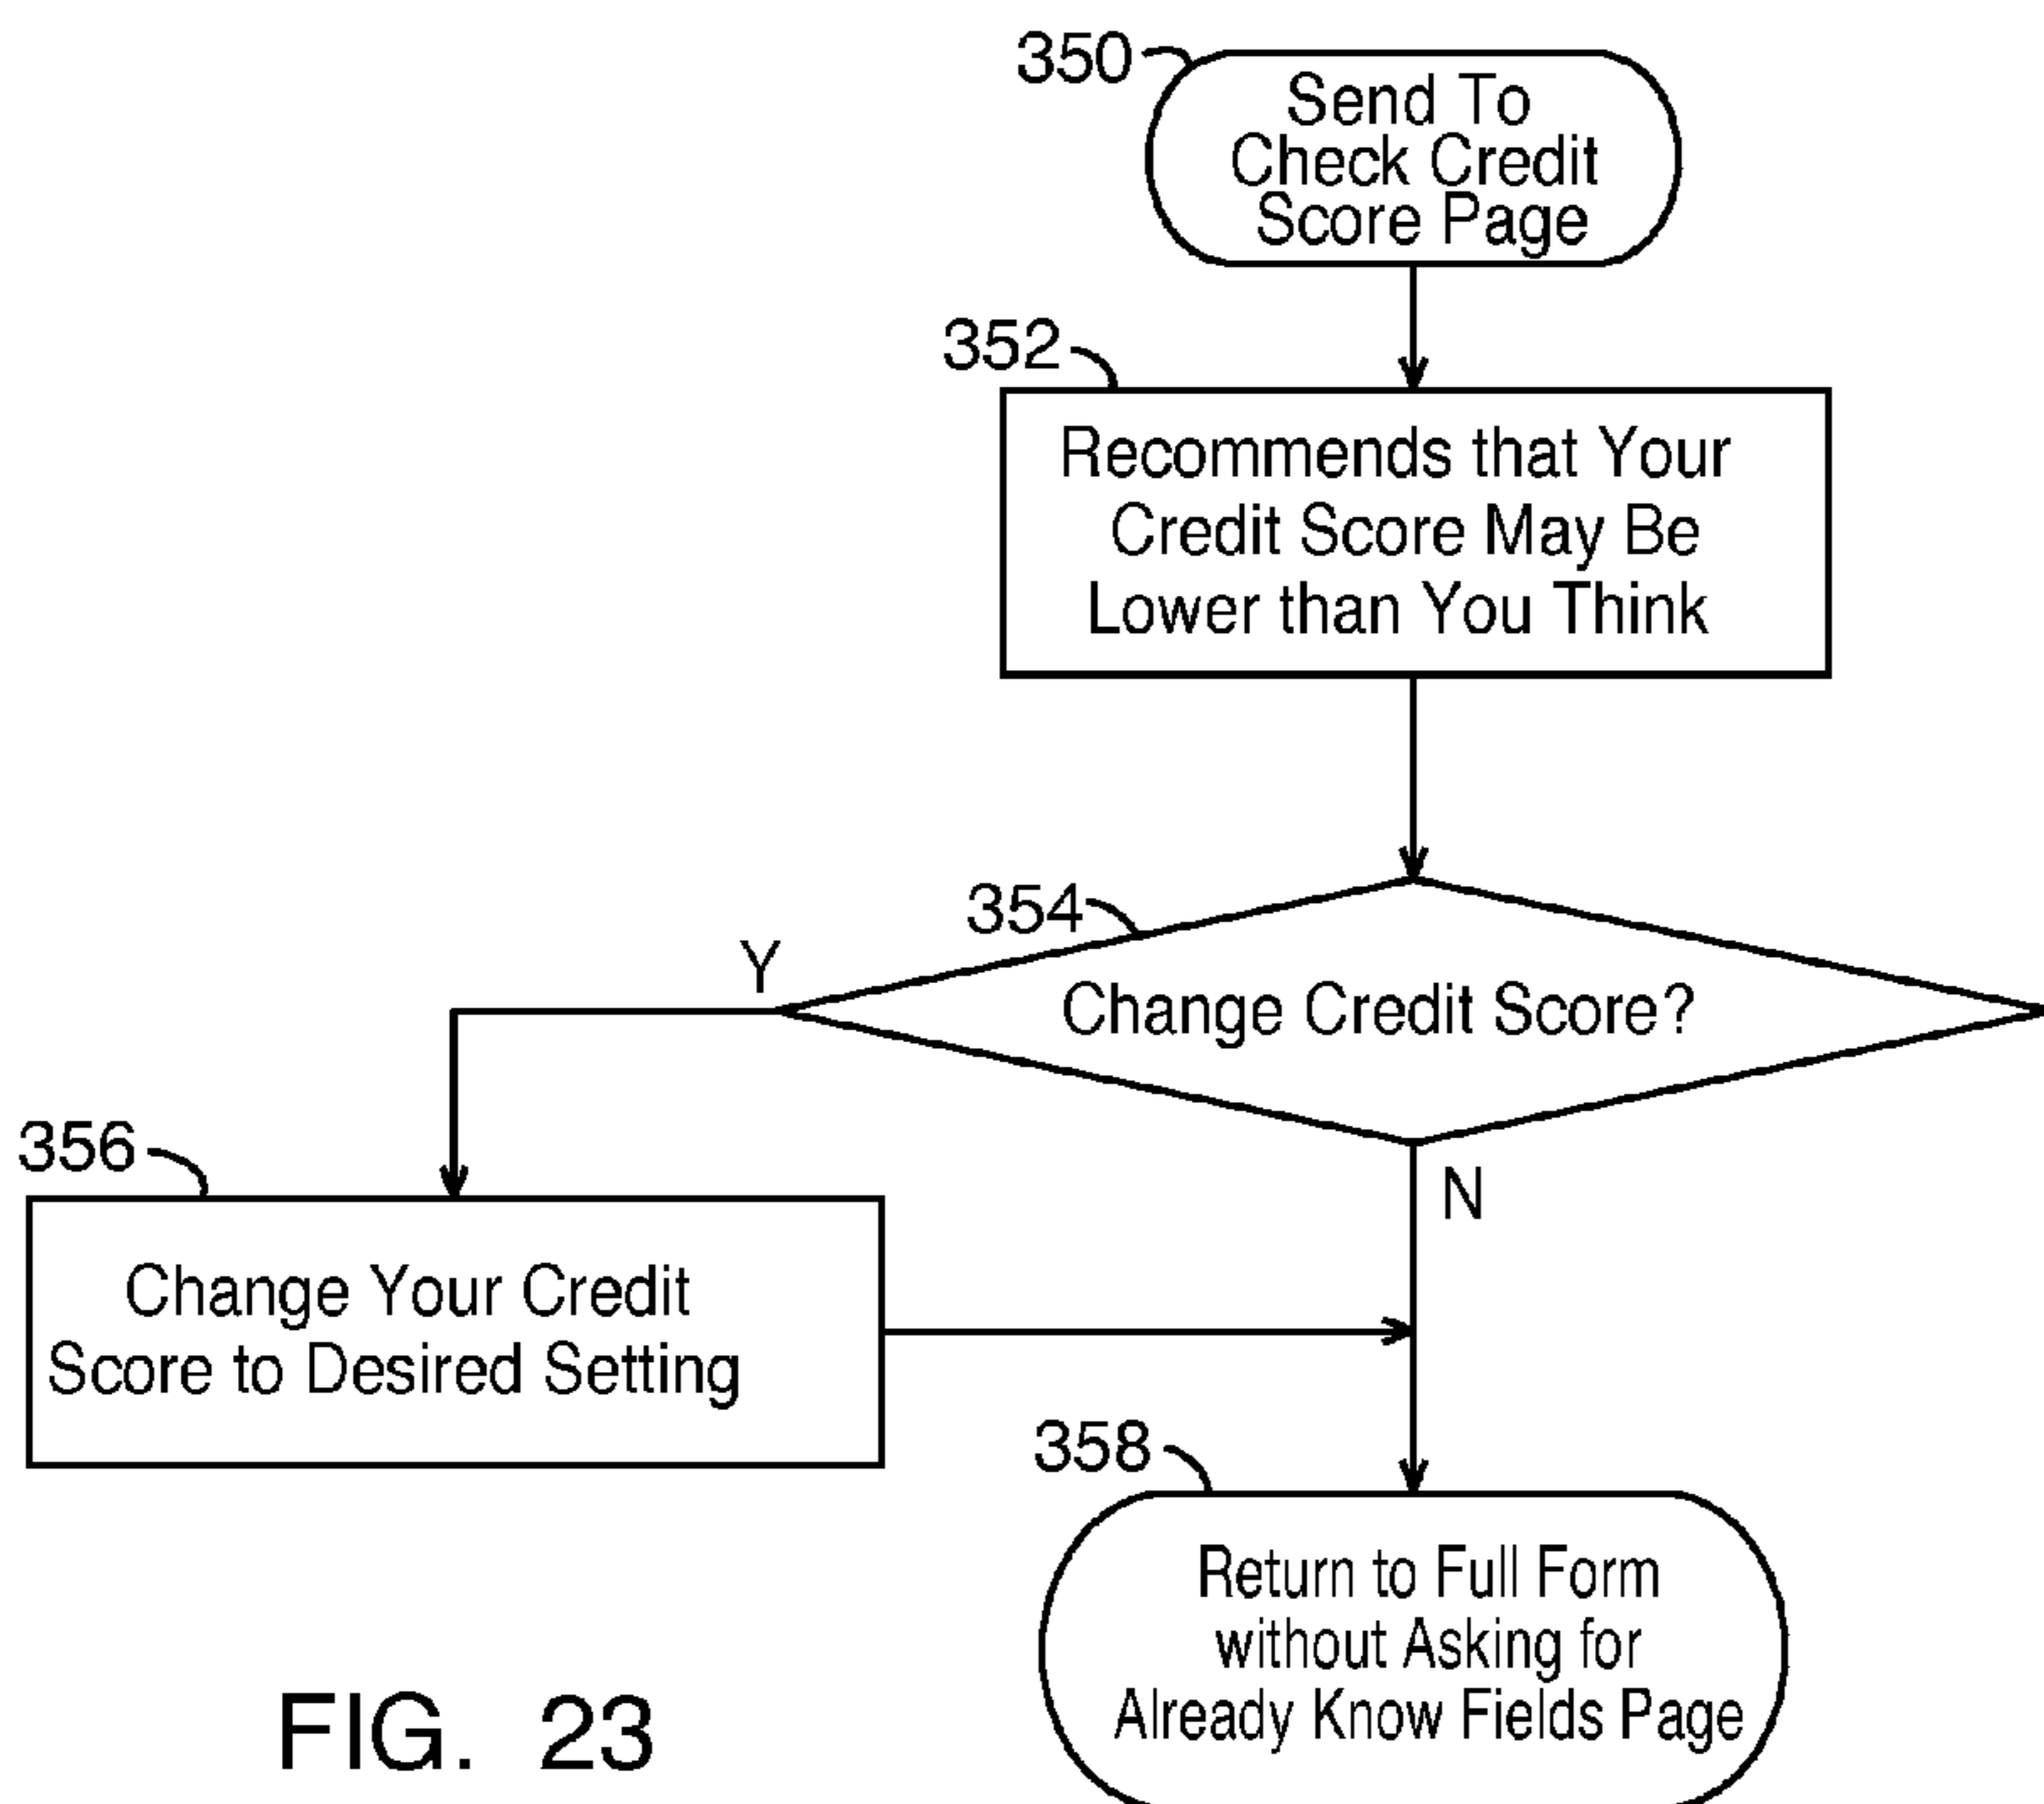 350
Send To
Check Credit
Score Page
352
Recommends that Your
Credit Score May Be
Lower than You Think
354
Y
Change Credit Score?
356
N
Change Your Credit
Score to Desired Setting
358
Return to Full Form
without Asking for
Already Know Fields Page
FIG. 23